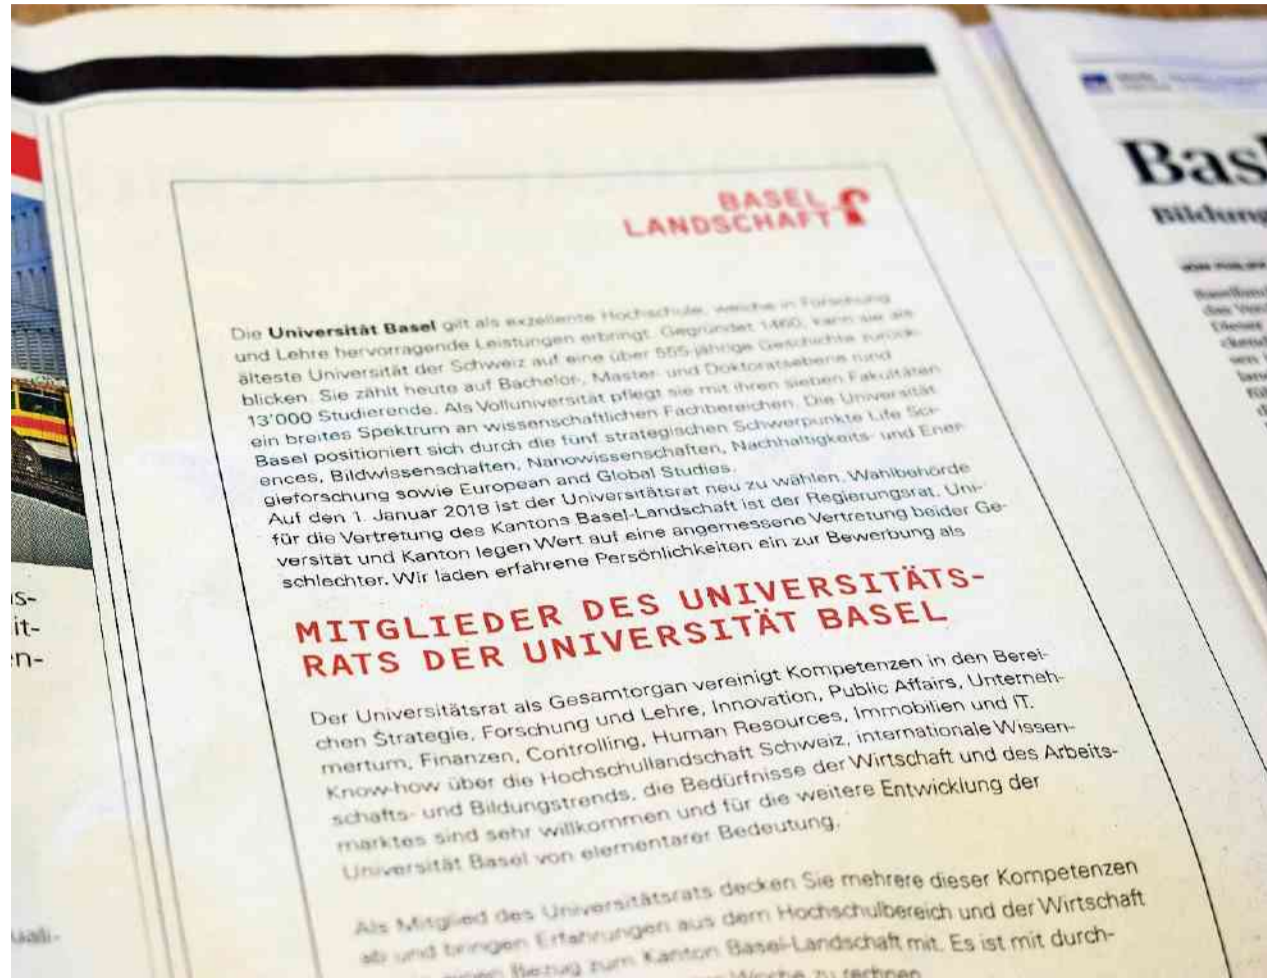 BASEL
LANDSCHAFT
Die Universität Basel gilt als exzellente Hochschule, welche in Forschung
und Lehre hervorragende Leistungen erbringt. Gegründet 1460, kann sie als
älteste Universität der Schweiz auf eine über 555-jährige Geschichte zurück-
blicken. Sie zählt heute auf Bachelor-, Master- und Doktoratsebene rund
13'000 Studierende. Als Volluniversität pflegt sie mit ihren sieben Fakultäten
ein breites Spektrum an wissenschaftlichen Fachbereichen. Die Universität
Basel positioniert sich durch die fünf strategischen Schwerpunkte Life Sci-
ences, Bildwissenschaften, Nanowissenschaften, Nachhaltigkeits- und Ener-
gieforschung sowie European and Global Studies.
Auf den 1. Januar 2018 ist der Universitätsrat neu zu wählen. Wahlbehörde
für die Vertretung des Kantons Basel-Landschaft ist der Regierungsrat. Uni-
versität und Kanton legen Wert auf eine angemessene Vertretung beider Ge-
schlechter. Wir laden erfahrene Persönlichkeiten ein zur Bewerbung als
MITGLIEDER DES UNIVERSITÄTS-
RATS DER UNIVERSITÄT BASEL
Der Universitätsrat als Gesamtorgan vereinigt Kompetenzen in den Berei-
chen Strategie, Forschung und Lehre, Innovation, Public Affairs, Unterneh-
mertum, Finanzen, Controlling, Human Resources, Immobilien und IT.
Know-how über die Hochschullandschaft Schweiz, internationale Wissen-
schafts- und Bildungstrends, die Bedürfnisse der Wirtschaft und des Arbeits-
marktes sind sehr willkommen und für die weitere Entwicklung der
Universität Basel von elementarer Bedeutung.
Als Mitglied des Universitätsrats decken Sie mehrere dieser Kompetenzen
ab und bringen Erfahrungen aus dem Hochschulbereich und der Wirtschaft
einen Bezug zum Kanton Basel-Landschaft mit. Es ist mit durch-
Woche zu rechnen
s-
it-
n-
uali-
Bas
Bildung